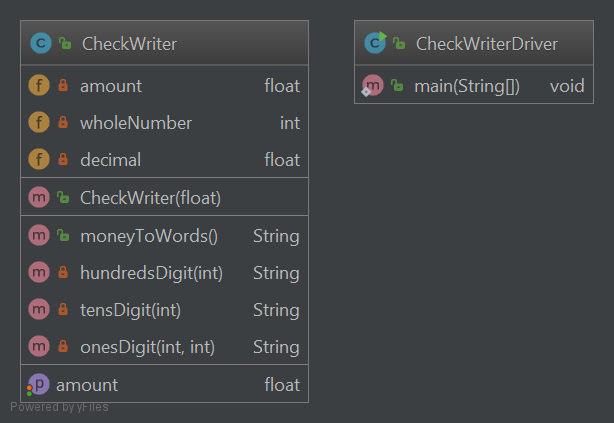 CheckWriter
amount float
wholeNumber int
decimal float
CheckWriter(float)
moneyToWords() String
hundredsDigit(int) String
tensDigit(int) String
onesDigit(int, int) String
amount float
Powered by yFiles
CheckWriterDriver
main(String[]) void